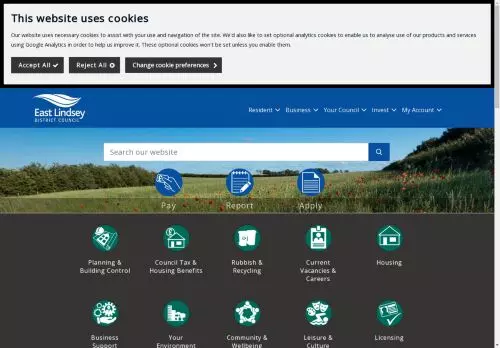 This website uses cookies
Our website uses necessary cookies to assist with your use and navigation of the site. We'd also like to set optional analytics cookies to enable us to analyse use of our products and services
using Google Analytics in order to help us improve it. These optional cookies won't be set unless you enable them.
Accept All Reject All Change cookie preferences
East Lindsey
DISTRICT COUNCIL
Resident Business Your Council Invest My Account
Search our website
Pay Report Apply
Planning &
Building Control
Council Tax &
Housing Benefits
Rubbish &
Recycling
Current
Vacancies &
Careers
Housing
Business
Support
Your
Environment
Community &
Wellbeing
Leisure &
Culture
Licensing